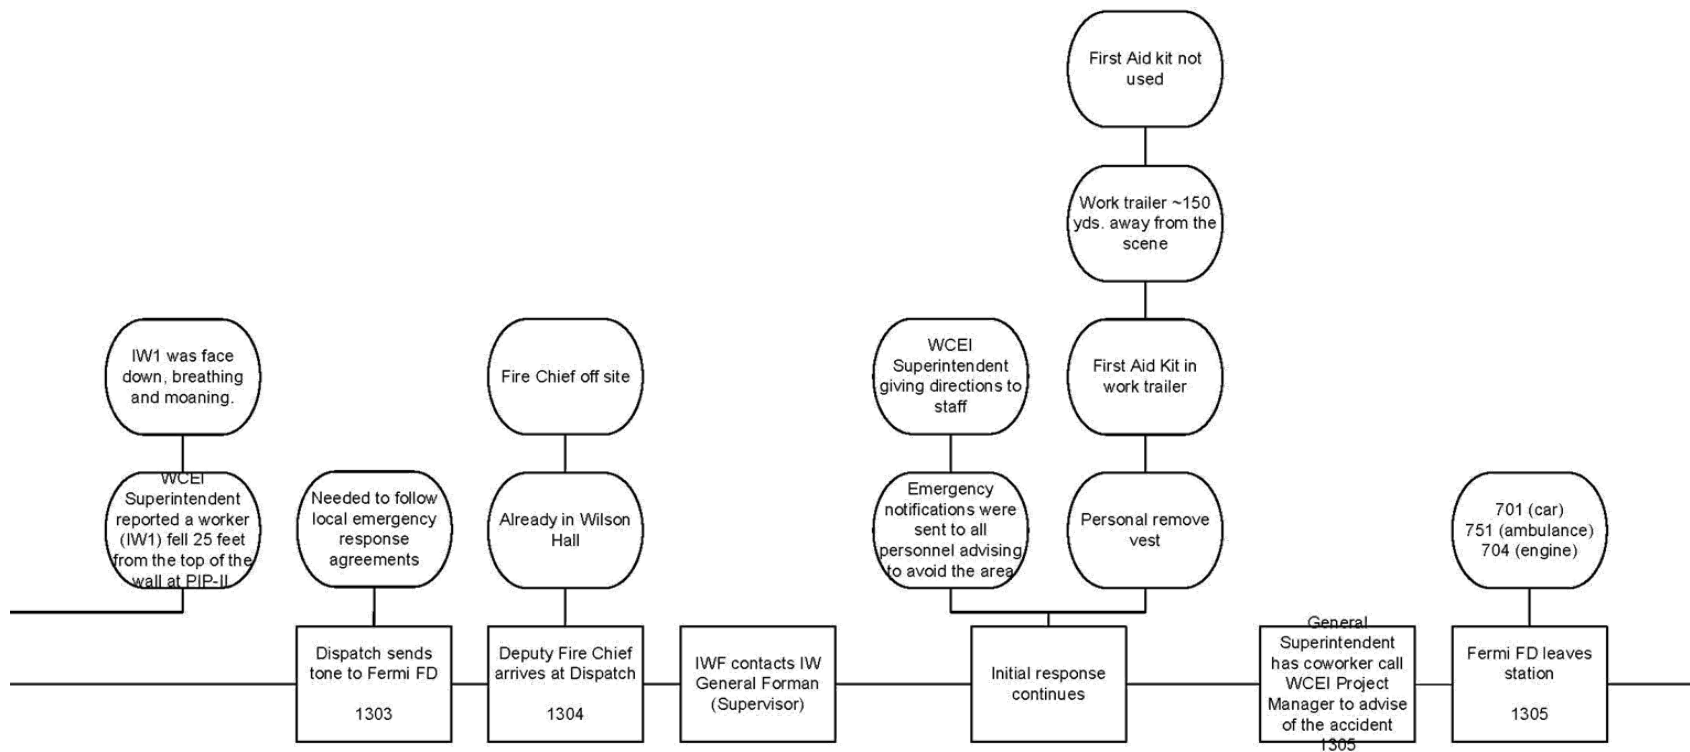 First Aid kit not
used
Work trailer ~150
yds. away from the
scene
IW1 was face
down, breathing
and moaning.
Fire Chief off site
WCEI
Superintendent
giving directions to
staff
First Aid Kit in
work trailer
WCEI
Superintendent
reported a worker
(IW1) fell 25 feet
from the top of the
wall at PIP-II
Needed to follow
local emergency
response
agreements
Already in Wilson
Hall
Emergency
notifications were
sent to all
personnel advising
to avoid the area
Personal remove
vest
701 (car)
751 (ambulance)
704 (engine)
Dispatch sends
tone to Fermi FD
1303
Deputy Fire Chief
arrives at Dispatch
1304
IWF contacts IW
General Forman
(Supervisor)
Initial response
continues
General
Superintendent
has coworker call
WCEI Project
Manager to advise
of the accident
1305
Fermi FD leaves
station
1305